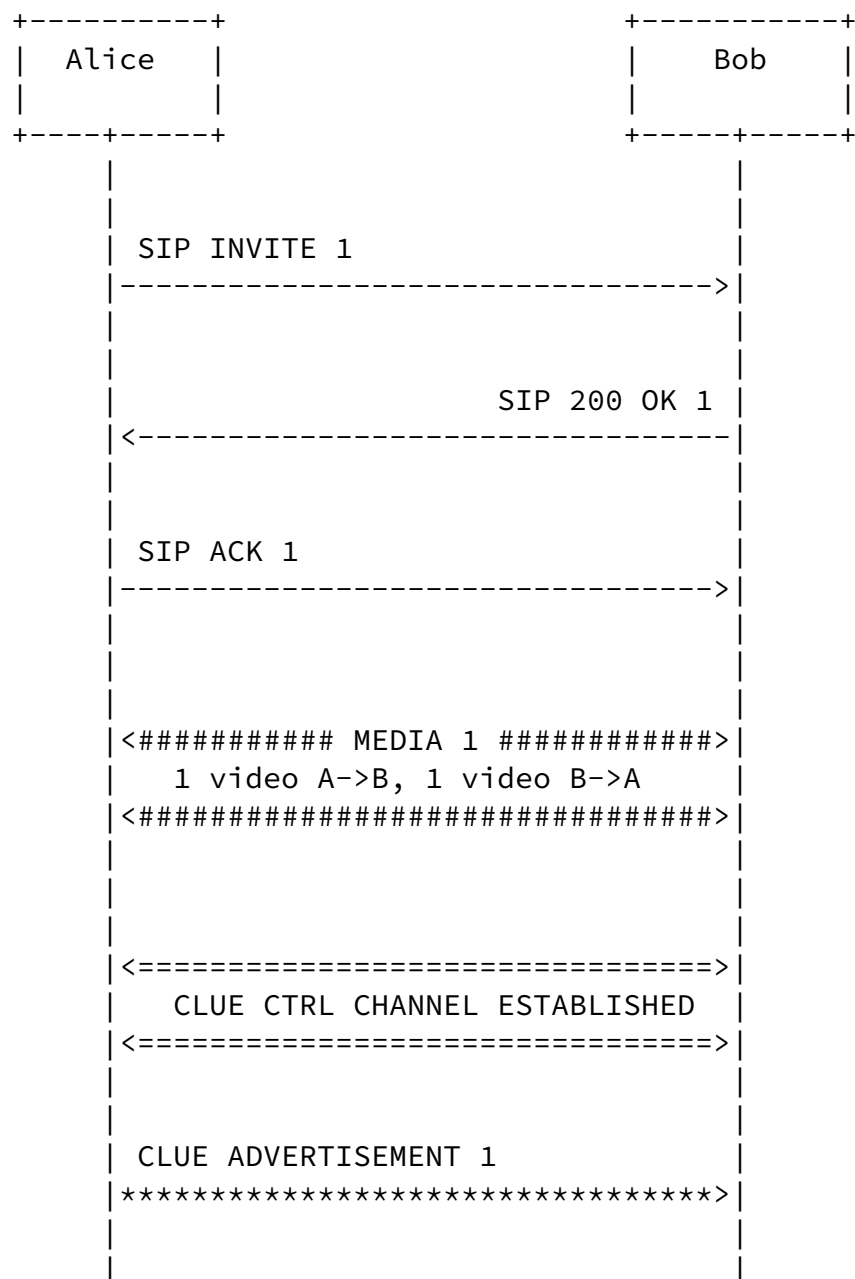 Alice Bob
SIP INVITE 1
SIP 200 OK 1
SIP ACK 1
MEDIA 1
1 video A->B, 1 video B->A
CLUE CTRL CHANNEL ESTABLISHED
CLUE ADVERTISEMENT 1